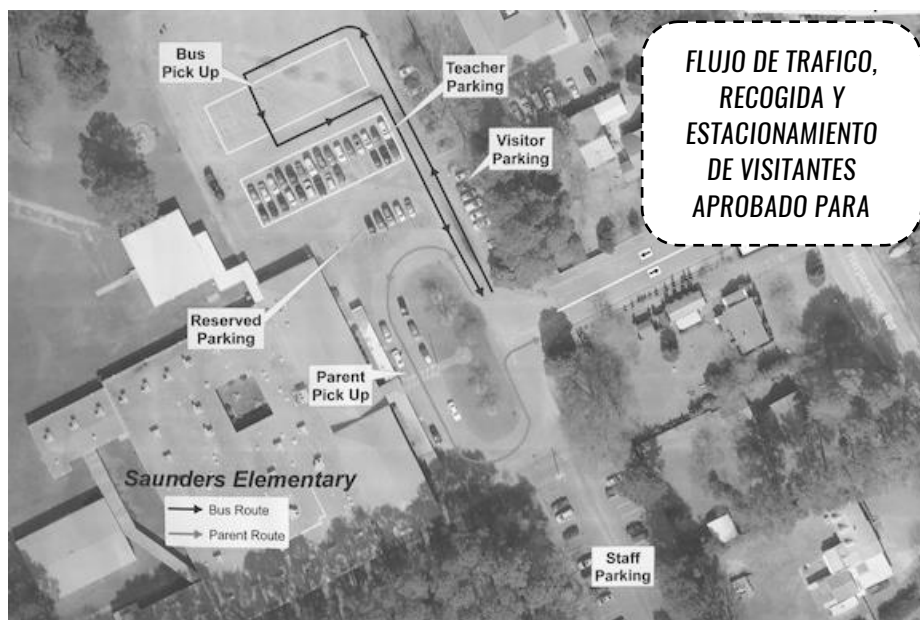 Bus
Pick Up
Teacher
Parking
Visitor
Parking
FLUJO DE TRAFICO,
RECOGIDA Y
ESTACIONAMIENTO
DE VISITANTES
APROBADO PARA
Reserved
Parking
Parent
Pick Up
Saunders Elementary
Bus Route
Parent Route
Staff
Parking